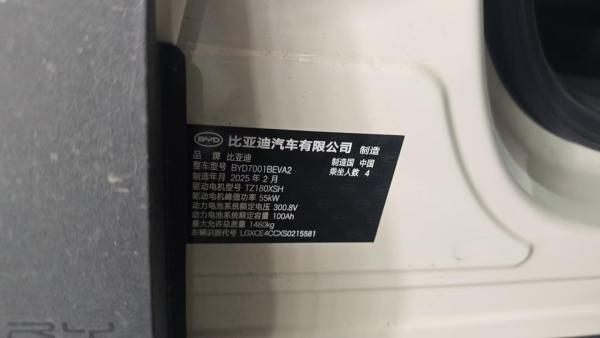 BYD 比亚迪汽车有限公司 制造
品 牌 比亚迪 制造国 中国
整车型号 BYD7001BEVA2 乘坐人数 4
制造年月 2025 年 2 月
驱动电机型号 TZ180XSH
驱动电机峰值功率 55kW
动力电池系统额定电压 300.8V
动力电池系统额定容量 100Ah
最大允许总质量 1460kg
车辆识别代号 LGXCE4CCXS0215581